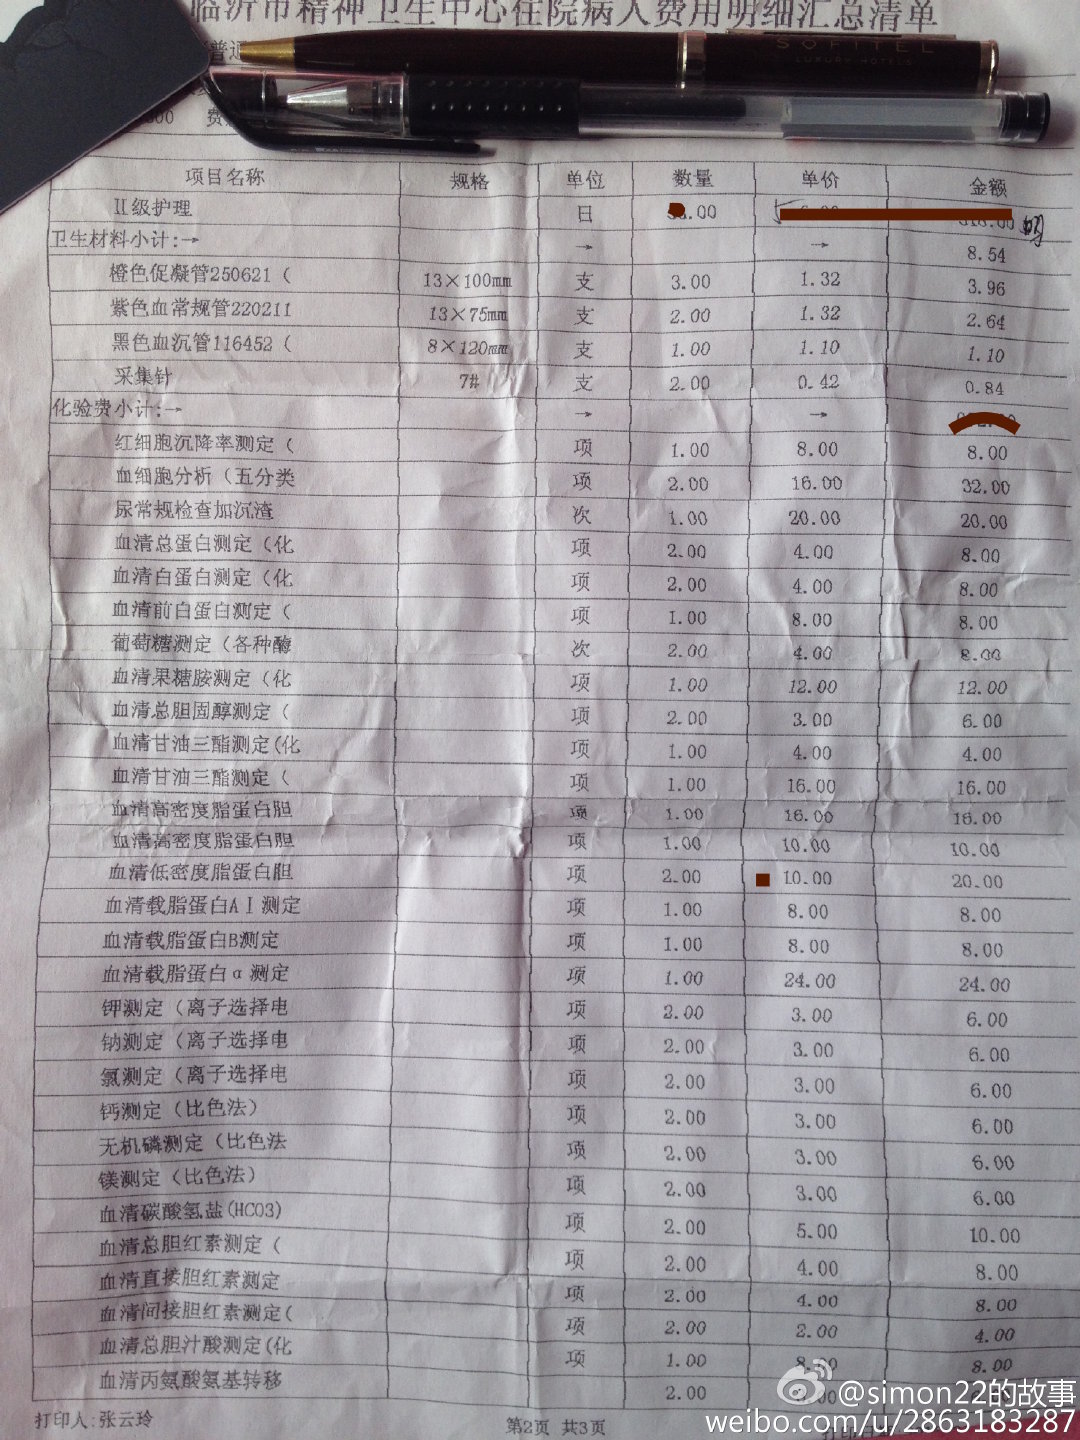 临沂市精神卫生中心住院病人费用明细汇总清单
SOFITEL
LUXURY HOTELS
普通
费
项目名称 规格 单位 数量 单价 金额
II级护理 日 .00
卫生材料小计:→ → → 8.54
橙色促凝管250621（ 13×100mm 支 3.00 1.32 3.96
紫色血常规管220211 13×75mm 支 2.00 1.32 2.64
黑色血沉管116452（ 8×120mm 支 1.00 1.10 1.10
采集针 7# 支 2.00 0.42 0.84
化验费小计:→ → →
红细胞沉降率测定（ 项 1.00 8.00 8.00
血细胞分析（五分类 项 2.00 16.00 32.00
尿常规检查加沉渣 次 1.00 20.00 20.00
血清总蛋白测定（化 项 2.00 4.00 8.00
血清白蛋白测定（化 项 2.00 4.00 8.00
血清前白蛋白测定（ 项 1.00 8.00 8.00
葡萄糖测定（各种酶 次 2.00 4.00 8.00
血清果糖胺测定（化 项 1.00 12.00 12.00
血清总胆固醇测定（ 项 2.00 3.00 6.00
血清甘油三酯测定(化 项 1.00 4.00 4.00
血清甘油三酯测定（ 项 1.00 16.00 16.00
血清高密度脂蛋白胆 项 1.00 16.00 16.00
血清高密度脂蛋白胆 项 1.00 10.00 10.00
血清低密度脂蛋白胆 项 2.00 10.00 20.00
血清载脂蛋白AⅠ测定 项 1.00 8.00 8.00
血清载脂蛋白B测定 项 1.00 8.00 8.00
血清载脂蛋白α测定 项 1.00 24.00 24.00
钾测定（离子选择电 项 2.00 3.00 6.00
钠测定（离子选择电 项 2.00 3.00 6.00
氯测定（离子选择电 项 2.00 3.00 6.00
钙测定（比色法） 项 2.00 3.00 6.00
无机磷测定（比色法 项 2.00 3.00 6.00
镁测定（比色法） 项 2.00 3.00 6.00
血清碳酸氢盐(HCO3) 项 2.00 5.00 10.00
血清总胆红素测定（ 项 2.00 4.00 8.00
血清直接胆红素测定 项 2.00 4.00 8.00
血清间接胆红素测定( 项 2.00 2.00 4.00
血清总胆汁酸测定(化 项 1.00 8.00 8.00
血清丙氨酸氨基转移 2.00
打印人:张云玲 第2页 共3页
@simon22的故事
weibo.com/u/2863183287